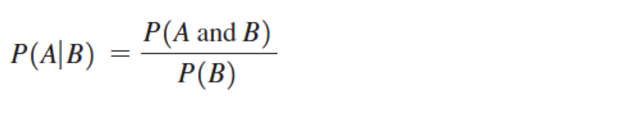 P(A|B) = P(A and B) / P(B)